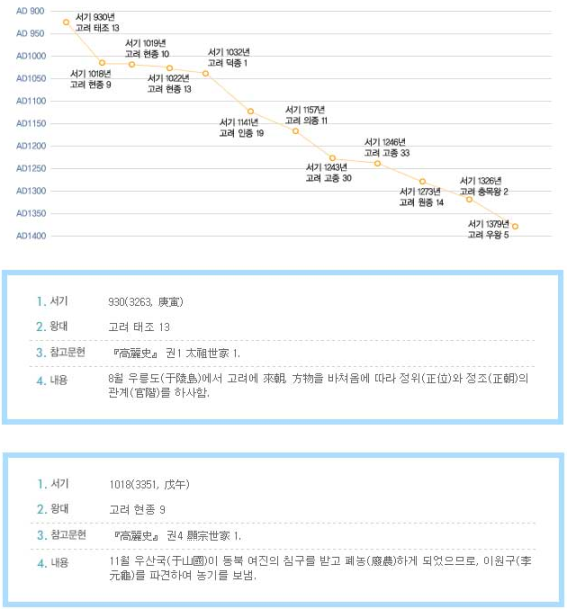 AD 900
서기 930년
고려 태조 13
AD 950
서기 1019년
고려 현종 10
서기 1032년
고려 덕종 1
AD1000
서기 1018년
고려 현종 9
서기 1022년
고려 현종 13
AD1050
AD1100
서기 1141년
고려 인종 19
서기 1157년
고려 의종 11
AD1150
AD1200
서기 1246년
고려 고종 33
서기 1243년
고려 고종 30
AD1250
서기 1273년
고려 원종 14
서기 1326년
고려 충목왕 2
AD1300
AD1350
서기 1379년
고려 우왕 5
AD1400
1. 서기 930(3263, 庚寅)
2. 왕대 고려 태조 13
3. 참고문헌 『高麗史』 권1 太祖世家 1.
4. 내용 8월 우릉도(于陵島)에서 고려에 來朝, 方物을 바쳐옴에 따라 정위(正位)와 정조(正朝)의
관계(官階)를 하사함.
1. 서기 1018(3351, 戊午)
2. 왕대 고려 현종 9
3. 참고문헌 『高麗史』 권4 顯宗世家 1.
4. 내용 11월 우산국(于山國)이 동북 여진의 침구를 받고 폐농(廢農)하게 되었으므로, 이원구(李
元龜)를 파견하여 농기를 보냄.